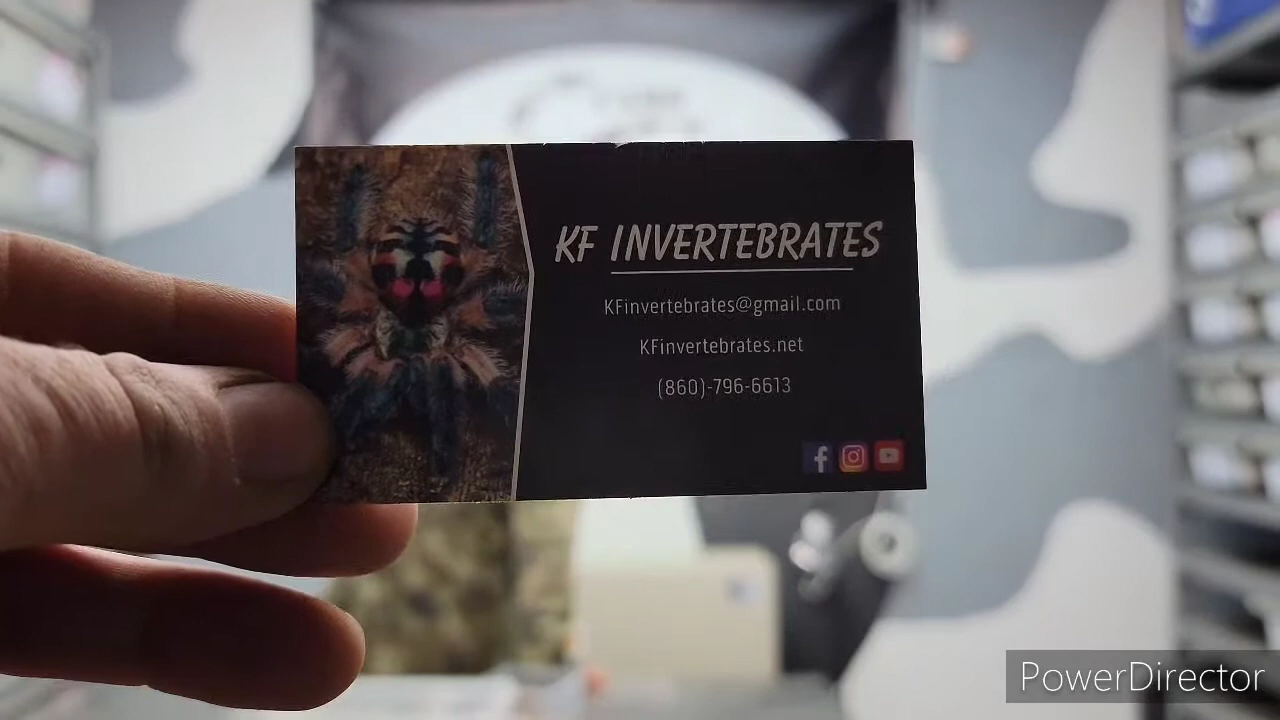 KF INVERTEBRATES
KFinvertebrates@gmail.com
KFinvertebrates.net
(860)-796-6613
PowerDirector